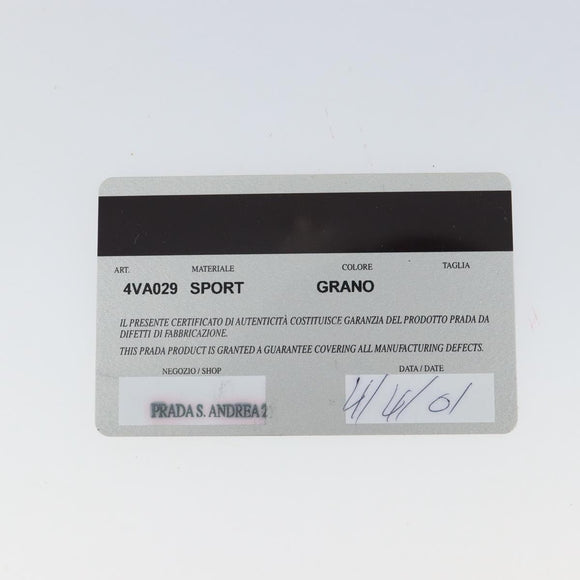 ART. MATERIALE COLORE TAGLIA
4VA029 SPORT GRANO
IL PRESENTE CERTIFICATO DI AUTENTICITÀ COSTITUISCE GARANZIA DEL PRODOTTO PRADA DA
DIFETTI DI FABBRICAZIONE.
THIS PRADA PRODUCT IS GRANTED A GUARANTEE COVERING ALL MANUFACTURING DEFECTS.
NEGOZIO / SHOP DATA / DATE
PRADA S. ANDREA 2 4/4/01